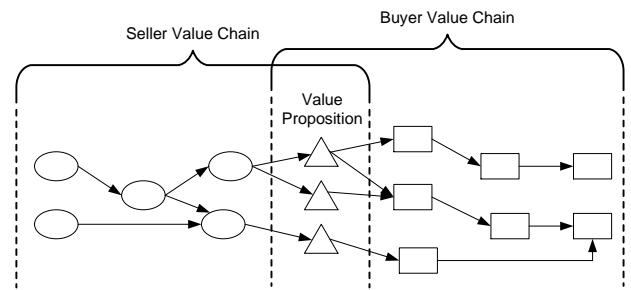 Buyer Value Chain
Seller Value Chain
Value
Proposition